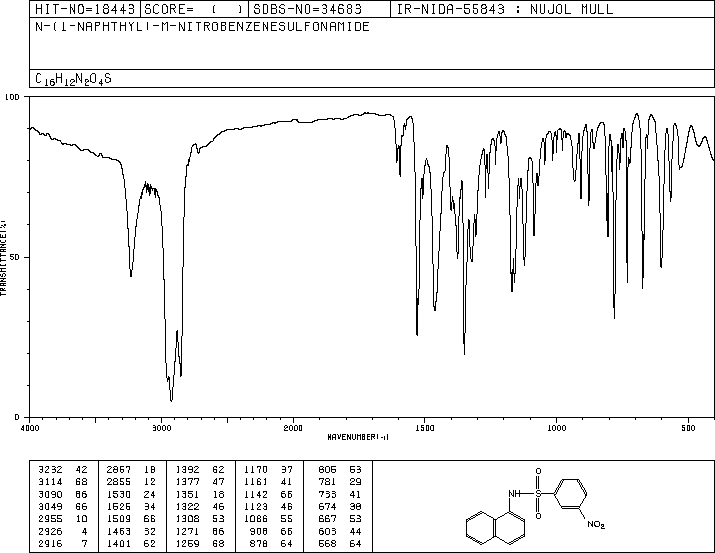 HIT-NO=18443 SCORE= ( ) SDBS-NO=34683 IR-NIDA-55843 : NUJOL MULL
N-(1-NAPHTHYL)-M-NITROBENZENESULFONAMIDE
C16H12N2O4S
100
50
0
TRANSMITTANCE(%)
4000 3000 2000 1500 1000 500
WAVENUMBER(-1)
3232 42 2867 18 1392 62 1170 37 806 53
3114 68 2855 12 1377 47 1161 41 781 29
3090 66 1530 24 1351 18 1142 66 733 41
3049 66 1526 34 1322 46 1123 46 674 38
2955 10 1509 66 1308 53 1086 55 667 53
2926 4 1463 32 1271 66 908 66 603 44
2916 7 1401 62 1259 68 878 64 568 64
O
NH S
O
NO2